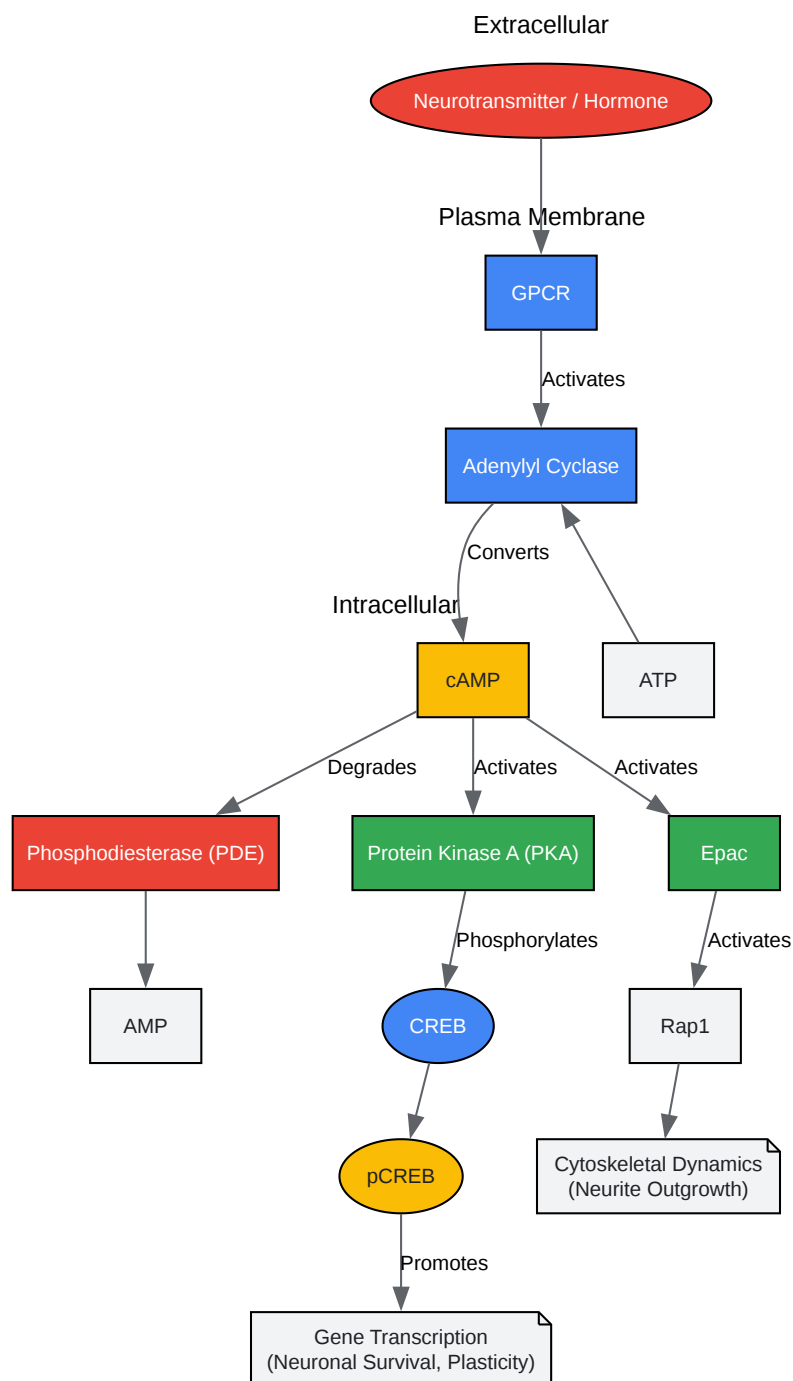 Extracellular
Neurotransmitter / Hormone
Plasma Membrane
GPCR
Activates
Adenylyl Cyclase
Converts
Intracellular
cAMP
ATP
Degrades
Activates
Activates
Phosphodiesterase (PDE)
Protein Kinase A (PKA)
Epac
Phosphorylates
Activates
AMP
CREB
Rap1
Cytoskeletal Dynamics
(Neurite Outgrowth)
pCREB
Promotes
Gene Transcription
(Neuronal Survival, Plasticity)